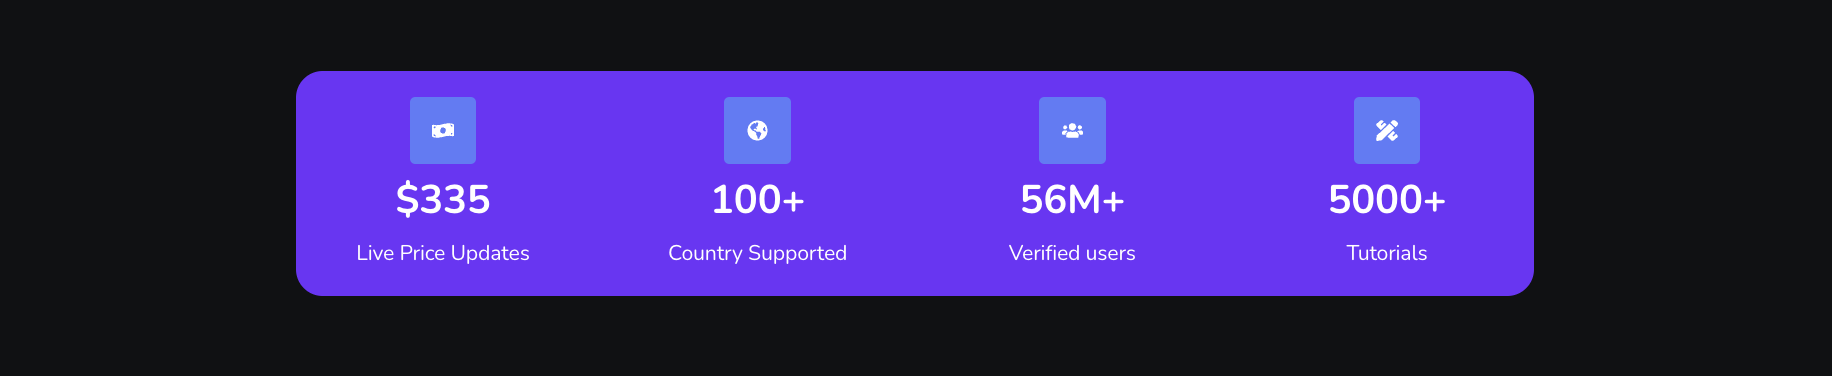 $335
Live Price Updates
100+
Country Supported
56M+
Verified users
5000+
Tutorials